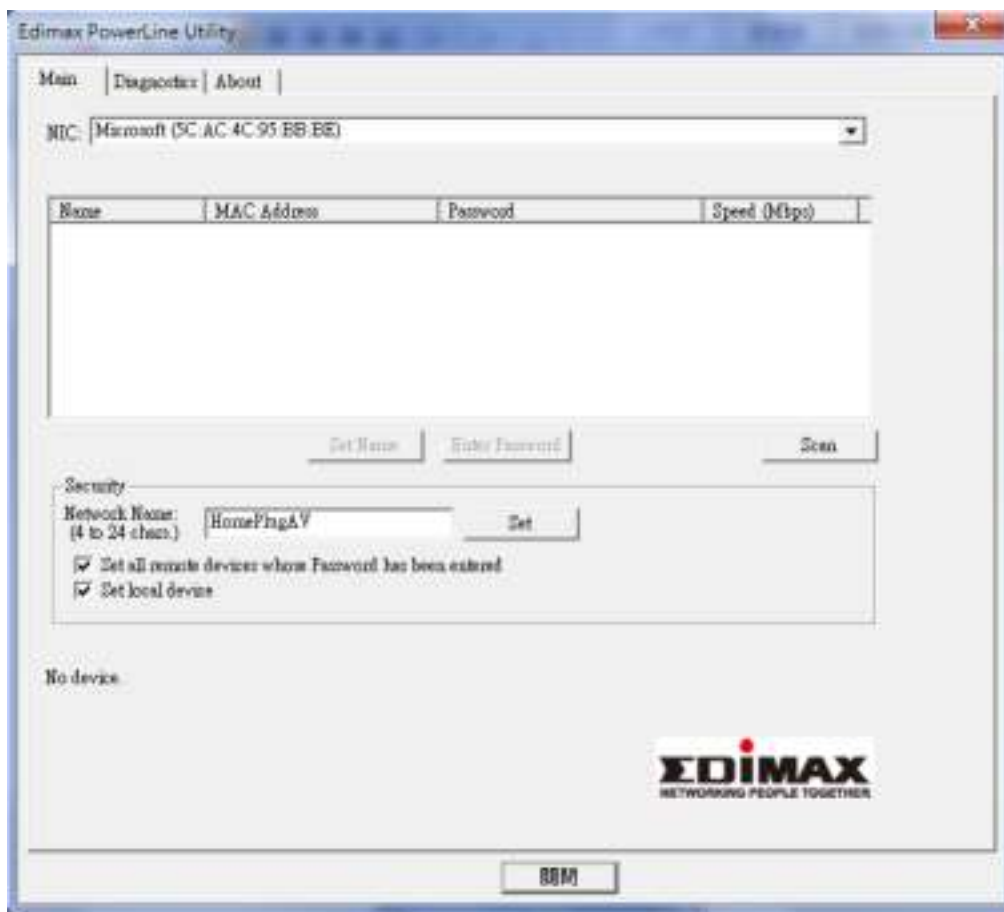 Edimax PowerLine Utility
Main Diagnostics About
NIC: Microsoft (5C AC 4C 95 BB BE)
Name MAC Address Password Speed (Mbps)
Set Name Enter Password Scan
Security
Network Name: HomePlugAV Set
(4 to 24 chars.)
Set all remote devices whose Password has been entered
Set local device
No device.
EDIMAX
NETWORKING PEOPLE TOGETHER
關閉